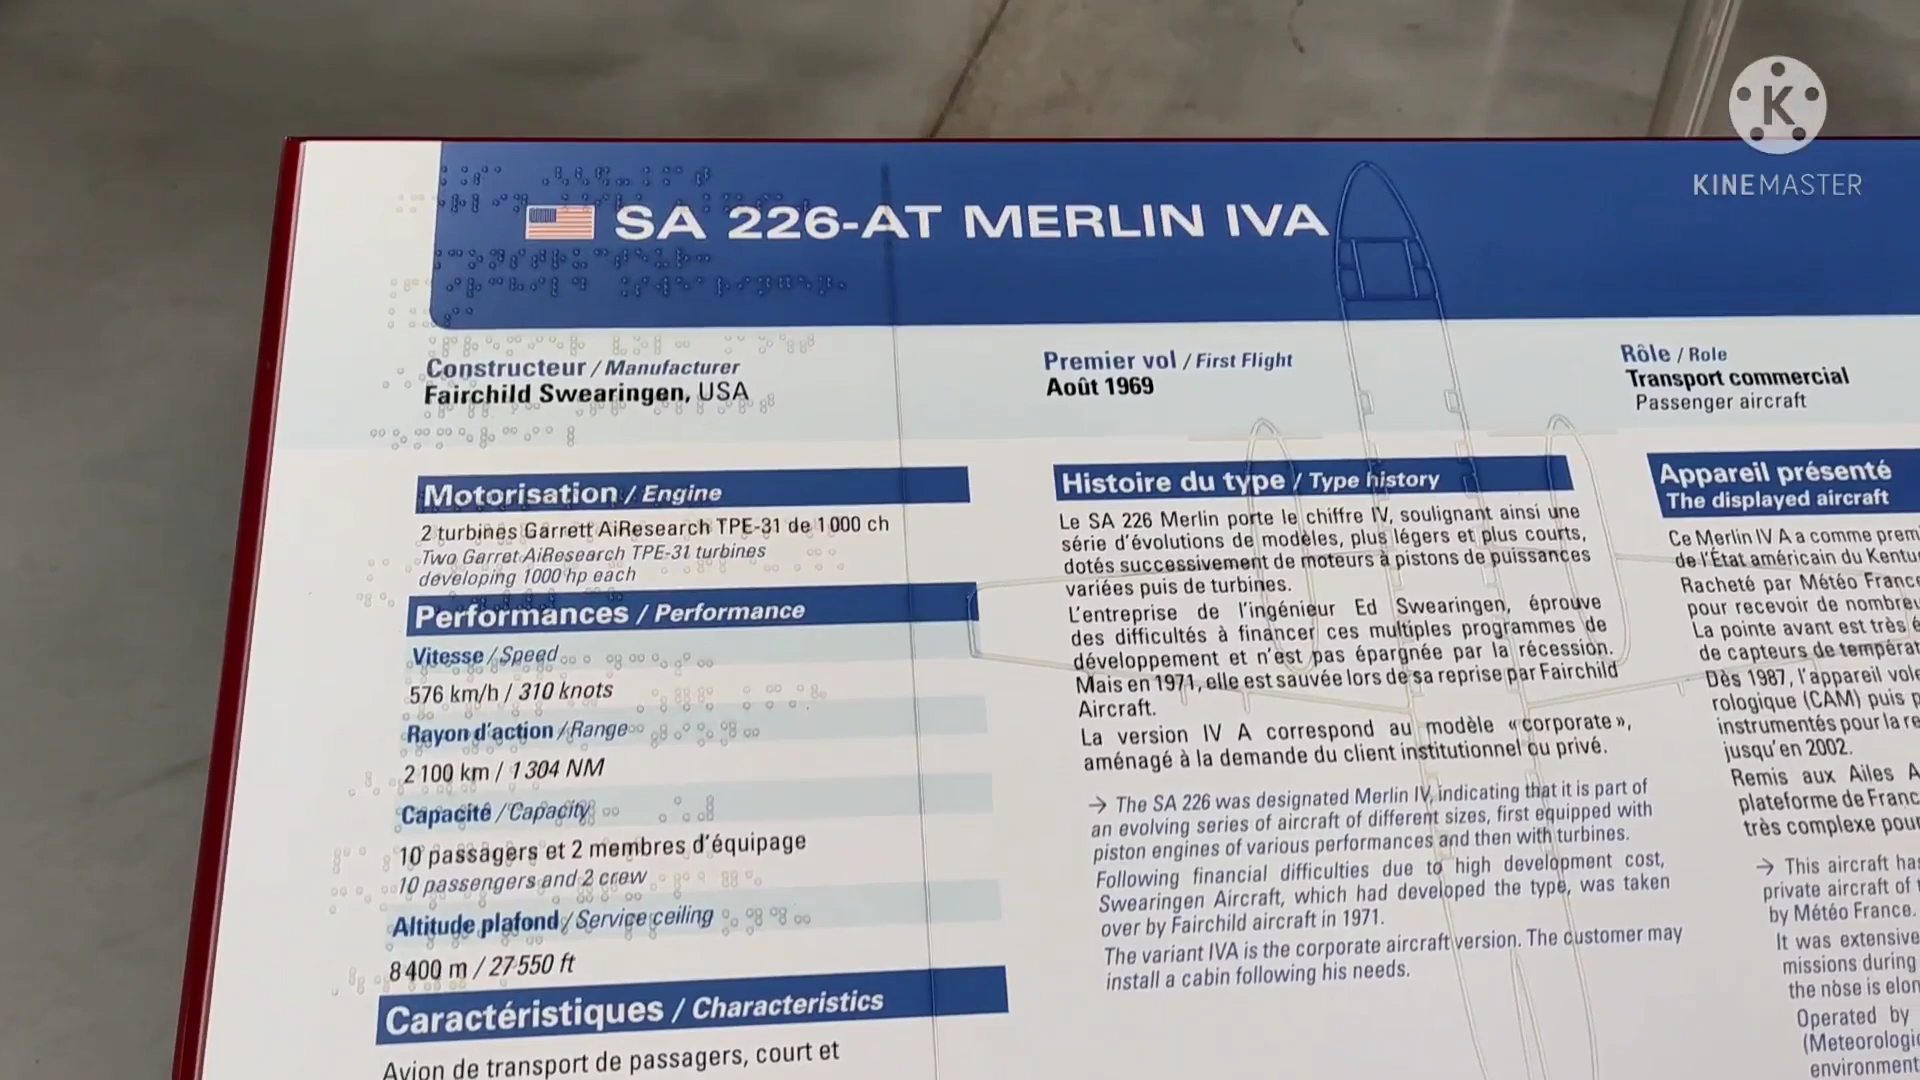 KINEMASTER
SA 226-AT MERLIN IVA
Constructeur / Manufacturer
Fairchild Swearingen, USA
Premier vol / First Flight
Août 1969
Rôle / Role
Transport commercial
Passenger aircraft
Motorisation / Engine
2 turbines Garrett AiResearch TPE-31 de 1000 ch
Two Garret AiResearch TPE-31 turbines
developing 1000 hp each
Performances / Performance
Vitesse / Speed
576 km/h / 310 knots
Rayon d'action / Range
2 100 km / 1 304 NM
Capacité / Capacity
10 passagers et 2 membres d'équipage
10 passengers and 2 crew
Altitude plafond / Service ceiling
8 400 m / 27 550 ft
Caractéristiques / Characteristics
Avion de transport de passagers, court et
Histoire du type / Type history
Le SA 226 Merlin porte le chiffre IV, soulignant ainsi une
série d'évolutions de modèles, plus légers et plus courts,
dotés successivement de moteurs à pistons de puissances
variées puis de turbines.
L'entreprise de l'ingénieur Ed Swearingen, éprouve
des difficultés à financer ces multiples programmes de
développement et n'est pas épargnée par la récession.
Mais en 1971, elle est sauvée lors de sa reprise par Fairchild
Aircraft.
La version IV A correspond au modèle «corporate»,
aménagé à la demande du client institutionnel ou privé.
→ The SA 226 was designated Merlin IV, indicating that it is part of
an evolving series of aircraft of different sizes, first equipped with
piston engines of various performances and then with turbines.
Following financial difficulties due to high development cost,
Swearingen Aircraft, which had developed the type, was taken
over by Fairchild aircraft in 1971.
The variant IVA is the corporate aircraft version. The customer may
install a cabin following his needs.
Appareil présenté
The displayed aircraft
Ce Merlin IV A a comme prem
de l'État américain du Kentu
Racheté par Météo France
pour recevoir de nombreu
La pointe avant est très é
de capteurs de températ
Dès 1987, l'appareil vole
rologique (CAM) puis p
instrumentés pour la re
jusqu'en 2002.
Remis aux Ailes A
plateforme de Franc
très complexe pour
→ This aircraft has
private aircraft of
by Météo France.
It was extensive
missions during
the nose is elon
Operated by
(Meteorologi
environment